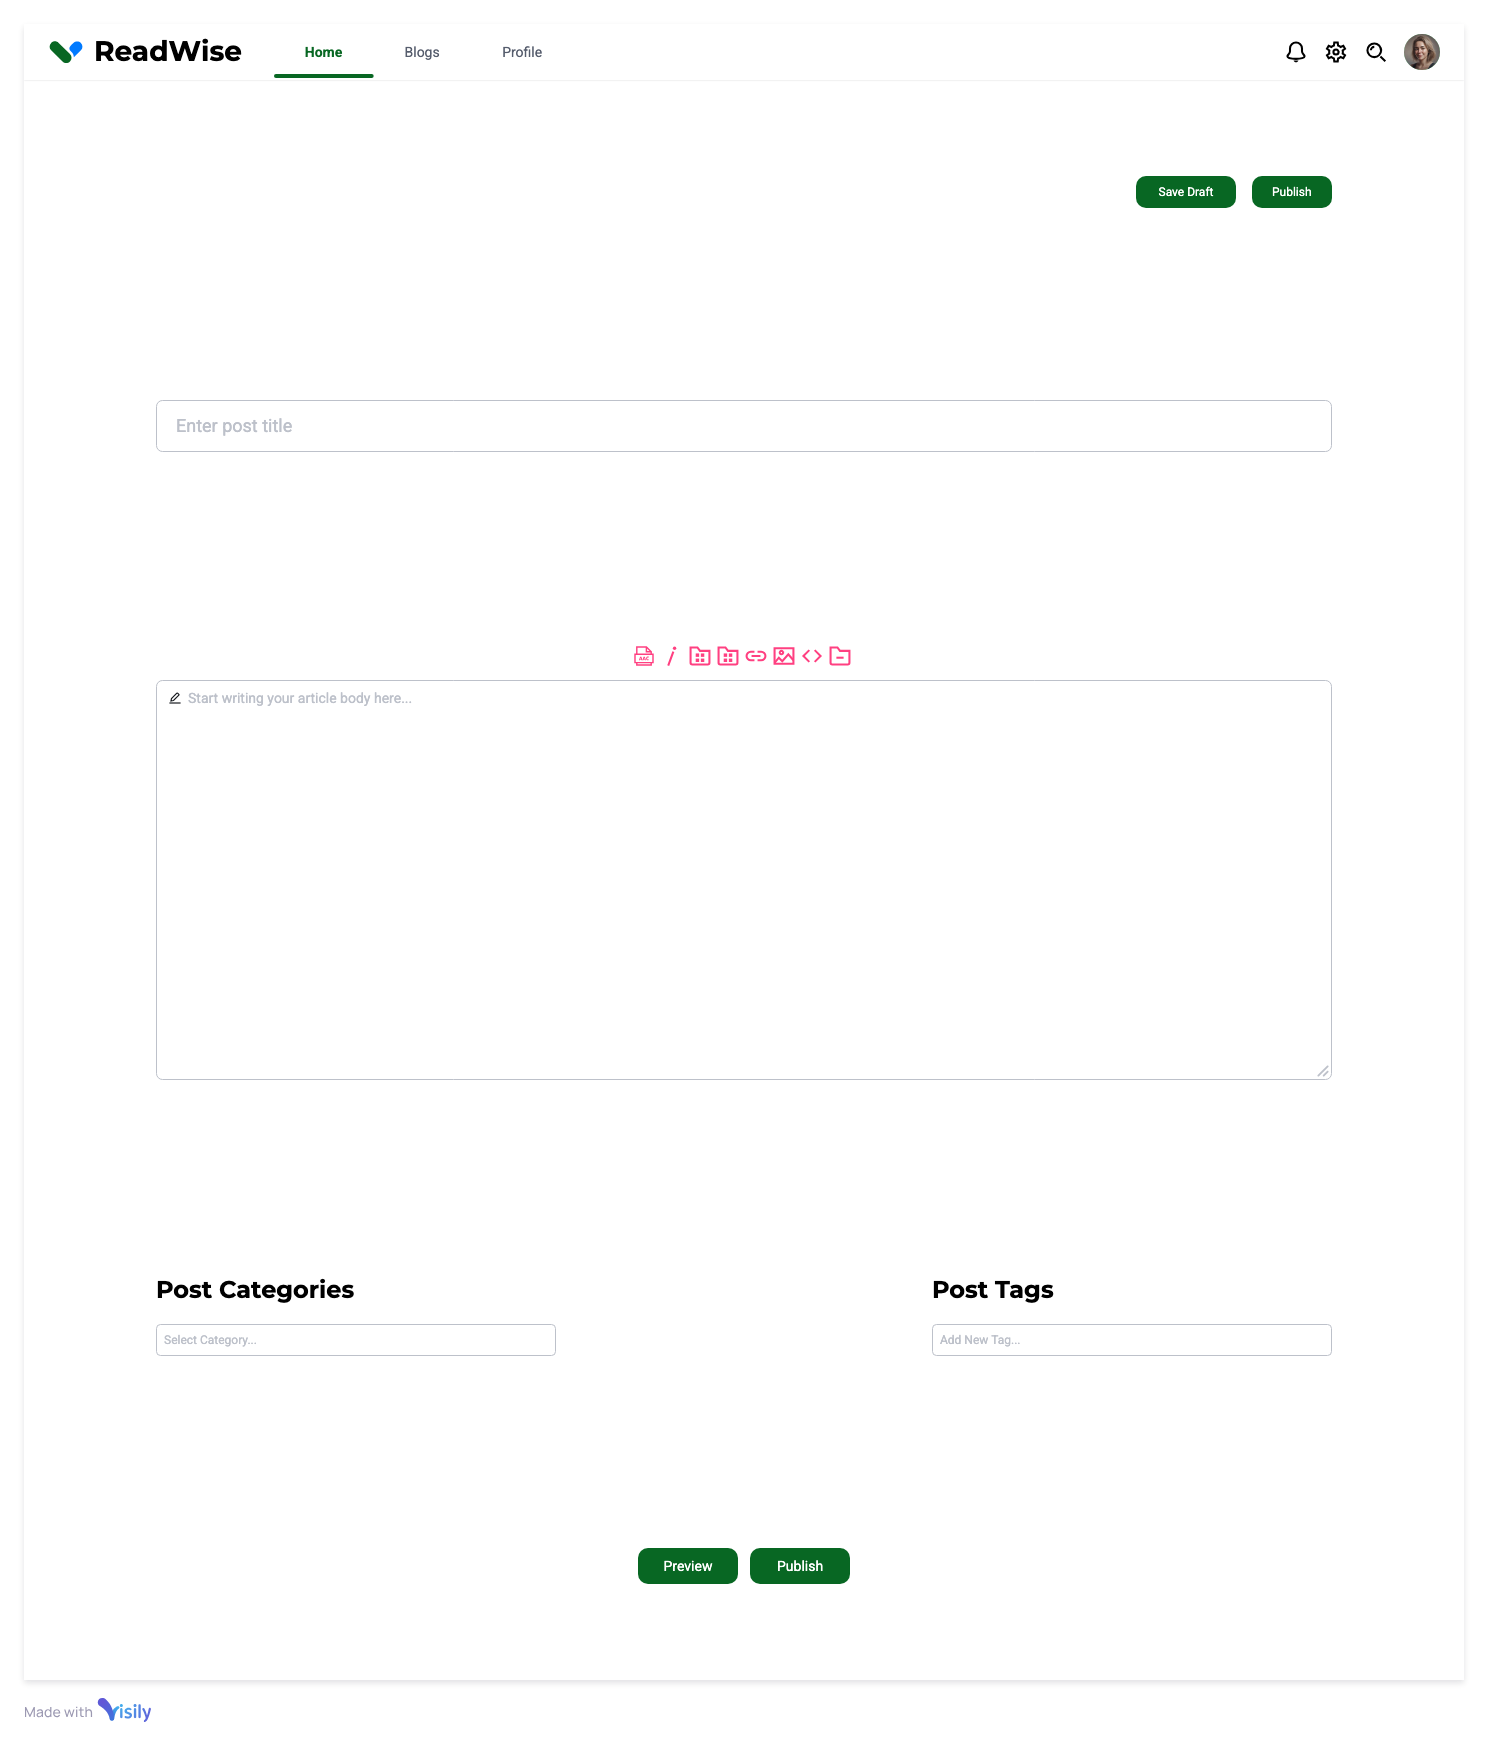 ReadWise
Home
Blogs
Profile
Save Draft
Publish
Enter post title
AAC
Start writing your article body here...
Post Categories
Post Tags
Select Category...
Add New Tag...
Preview
Publish
Made with Visily